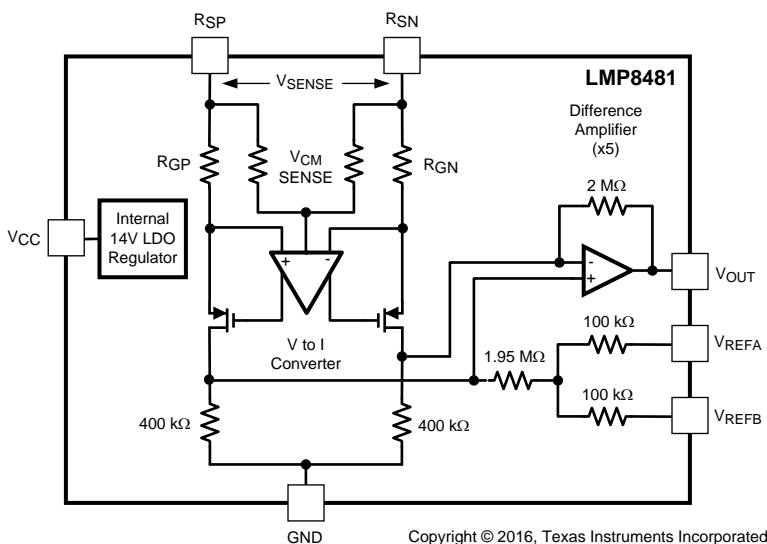 RSP
RSN
LMP8481
VSENSE
Difference
Amplifier
(x5)
RGP
VCM
SENSE
RGN
2 MΩ
VCC
Internal
14V LDO
Regulator
+
-
-
+
VOUT
V to I
Converter
100 kΩ
VREFA
1.95 MΩ
100 kΩ
VREFB
400 kΩ
400 kΩ
GND
Copyright © 2016, Texas Instruments Incorporated